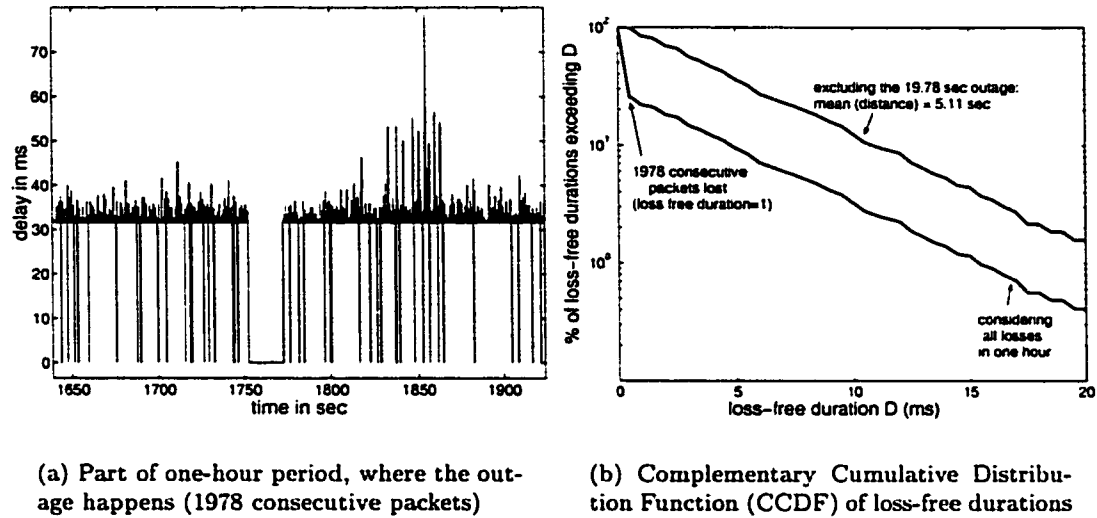 70
60
50
40
30
20
10
0
delay in ms
1650 1700 1750 1800 1850 1900
time in sec
10²
10¹
10⁰
% of loss-free durations exceeding D
excluding the 19.78 sec outage:
mean (distance) = 5.11 sec
1978 consecutive
packets lost
(loss free duration=1)
considering
all losses
in one hour
0 5 10 15 20
loss-free duration D (ms)
(a) Part of one-hour period, where the out-
age happens (1978 consecutive packets)
(b) Complementary Cumulative Distribu-
tion Function (CCDF) of loss-free durations